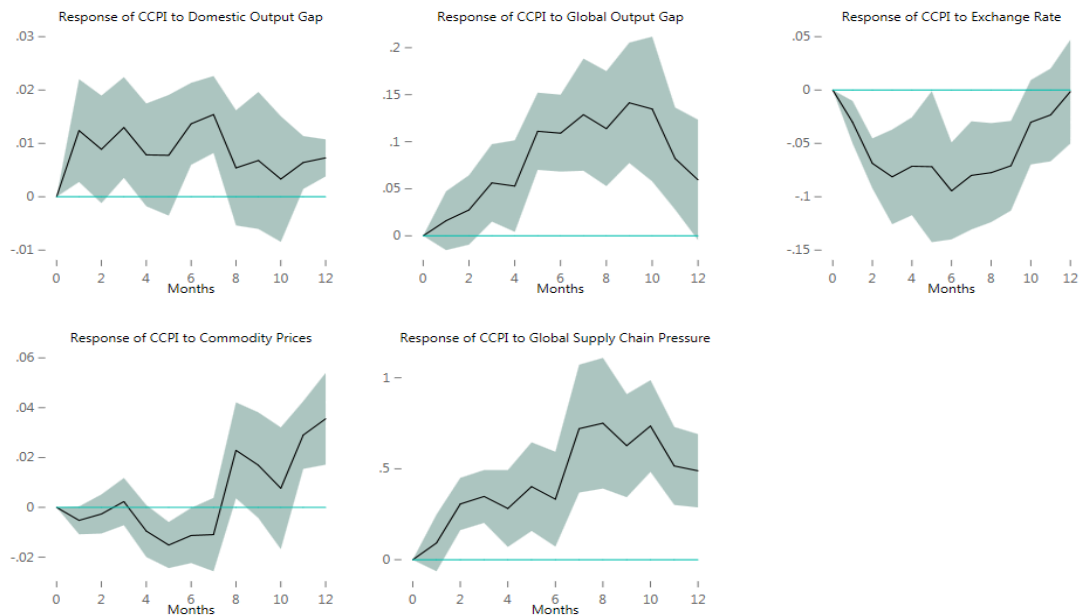 Response of CCPI to Domestic Output Gap
.03
.02
.01
0
-.01
0 2 4 6 8 10 12
Months
Response of CCPI to Global Output Gap
.2
.15
.1
.05
0
0 2 4 6 8 10 12
Months
Response of CCPI to Exchange Rate
.05
0
-.05
-.1
-.15
0 2 4 6 8 10 12
Months
Response of CCPI to Commodity Prices
.06
.04
.02
0
-.02
0 2 4 6 8 10 12
Months
Response of CCPI to Global Supply Chain Pressure
1
.5
0
0 2 4 6 8 10 12
Months